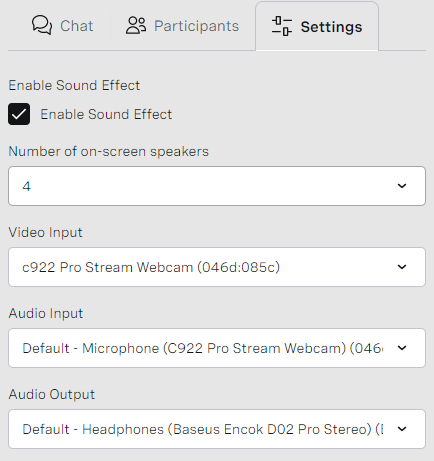 Chat Participants Settings
Enable Sound Effect
Enable Sound Effect
Number of on-screen speakers
4
Video Input
c922 Pro Stream Webcam (046d:085c)
Audio Input
Default - Microphone (C922 Pro Stream Webcam) (046
Audio Output
Default - Headphones (Baseus Encok D02 Pro Stereo) (